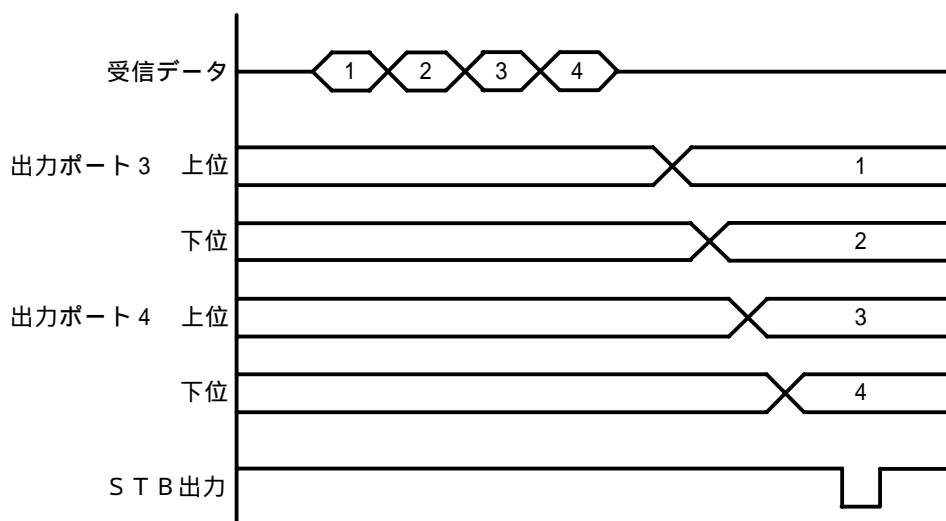 受信データ 1 2 3 4
出力ポート3 上位 1
下位 2
出力ポート4 上位 3
下位 4
STB出力